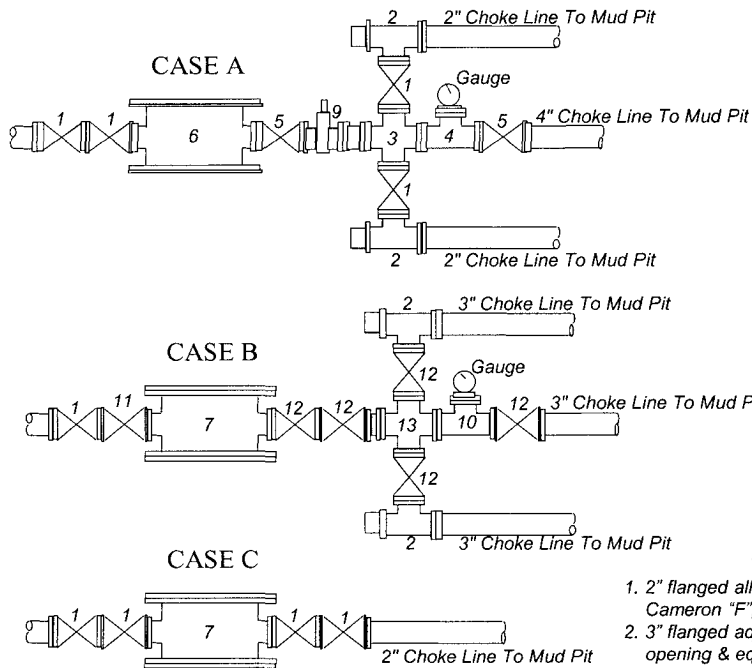 2 2" Choke Line To Mud Pit
CASE A
Gauge
1
1 1 5 9 4" Choke Line To Mud Pit
6 3 4 5
1
2 2" Choke Line To Mud Pit
2 3" Choke Line To Mud Pit
CASE B
Gauge
12
1 11 12 12 12 3" Choke Line To Mud
7 13 10
12
2 3" Choke Line To Mud Pit
CASE C
1 1 1 1
7
2" Choke Line To Mud Pit
1. 2" flanged all
Cameron "F"
2. 3" flanged
opening &